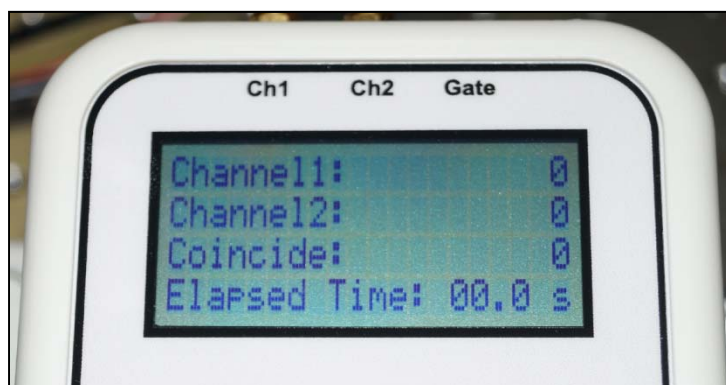 Ch1 Ch2 Gate
Channel1: 0
Channel2: 0
Coincide: 0
Elapsed Time: 00.0 s